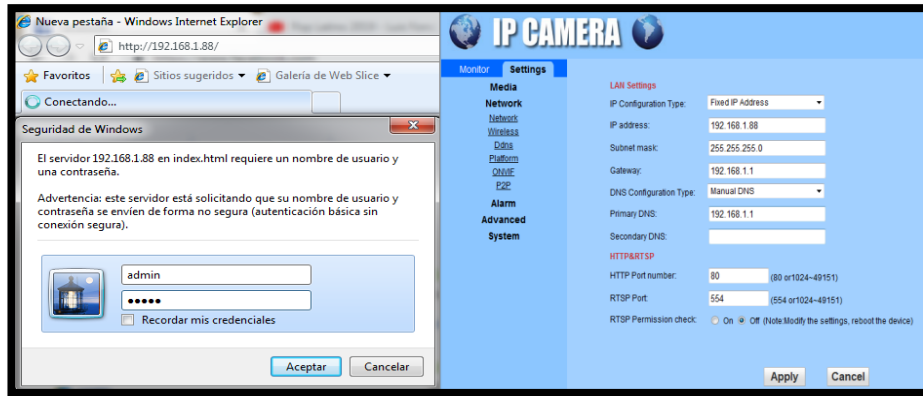 Nueva pestaña - Windows Internet Explorer
http://192.168.1.88/
Favoritos
Sitios sugeridos
Galería de Web Slice
Conectando...
Seguridad de Windows
El servidor 192.168.1.88 en index.html requiere un nombre de usuario y
una contraseña.
Advertencia: este servidor está solicitando que su nombre de usuario y
contraseña se envíen de forma no segura (autenticación básica sin
conexión segura).
admin
•••••
Recordar mis credenciales
Aceptar
Cancelar
IP CAMERA
Monitor
Settings
Media
Network
Network
Wireless
Ddns
Platform
ONVIF
P2P
Alarm
Advanced
System
LAN Settings
IP Configuration Type: Fixed IP Address
IP address: 192.168.1.88
Subnet mask: 255.255.255.0
Gateway: 192.168.1.1
DNS Configuration Type: Manual DNS
Primary DNS: 192.168.1.1
Secondary DNS:
HTTP&RTSP
HTTP Port number: 80 (80 or1024~49151)
RTSP Port: 554 (554 or1024~49151)
RTSP Permission check: On Off (Note:Modify the settings, reboot the device)
Apply
Cancel